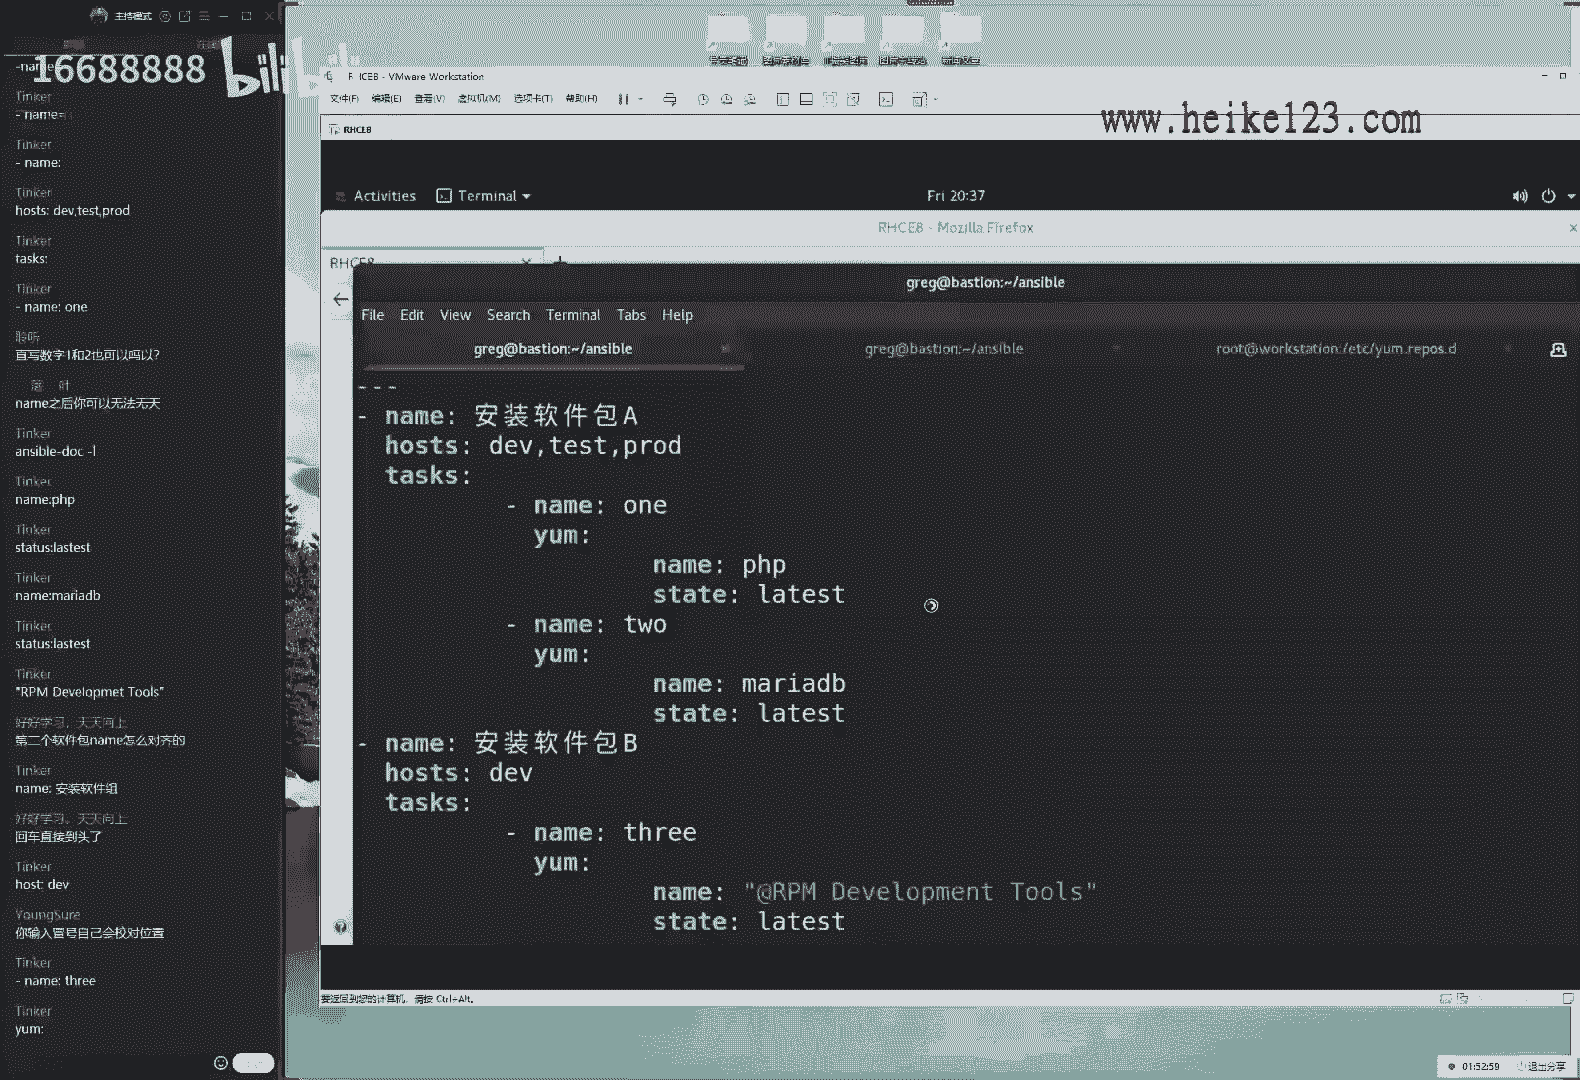 主持模式
16688888
bilibili
-name
Tinker
- name=
Tinker
- name:
Tinker
hosts: dev,test,prod
Tinker
tasks:
Tinker
- name: one
聆听
直写数字1和2也可以吗以?
落 叶
name之后你可以无法无天
Tinker
ansible-doc -l
Tinker
name:php
Tinker
status:lastest
Tinker
name:mariadb
Tinker
status:lastest
Tinker
"RPM Developmet Tools"
好好学习，天天向上
第二个软件包name怎么对齐的
Tinker
name: 安装软件组
好好学习，天天向上
回车直接到头了
Tinker
host: dev
YoungSure
你输入冒号自己会校对位置
Tinker
- name: three
Tinker
yum:
RHCE8 - VMware Workstation
文件(F) 编辑(E) 查看(V) 虚拟机(M) 选项卡(T) 帮助(H)
www.heike123.com
RHCE8
Activities Terminal Fri 20:37
RHCE8 - Mozilla Firefox
RHCE8
greg@bastion:~/ansible
File Edit View Search Terminal Tabs Help
greg@bastion:~/ansible greg@bastion:~/ansible root@workstation:/etc/yum.repos.d
---
- name: 安装软件包A
hosts: dev,test,prod
tasks:
- name: one
yum:
name: php
state: latest
- name: two
yum:
name: mariadb
state: latest
- name: 安装软件包B
hosts: dev
tasks:
- name: three
yum:
name: "@RPM Development Tools"
state: latest
要返回到您的计算机，请按 Ctrl+Alt。
01:52:59 退出分享